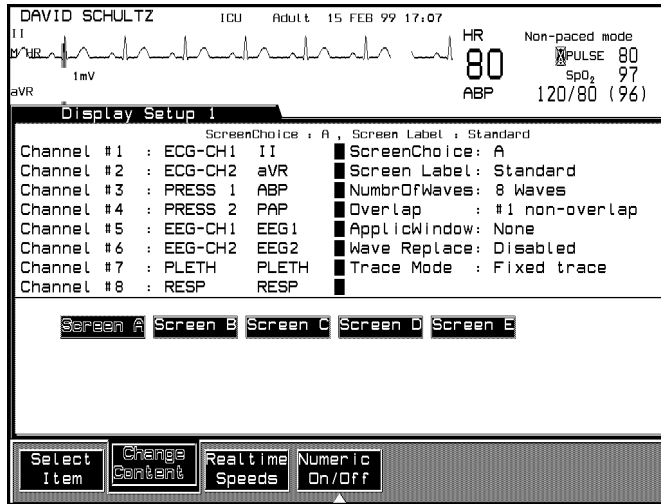 DAVID SCHULTZ ICU Adult 15 FEB 99 17:07
II
M HR
1mV
aVR
HR
80
ABP
Non-paced mode
PULSE 80
SpO₂ 97
120/80 (96)
Display Setup 1
ScreenChoice : A , Screen Label : Standard
Channel #1 : ECG-CH1 II ScreenChoice: A
Channel #2 : ECG-CH2 aVR Screen Label: Standard
Channel #3 : PRESS 1 ABP NumbrOfWaves: 8 Waves
Channel #4 : PRESS 2 PAP Overlap : #1 non-overlap
Channel #5 : EEG-CH1 EEG1 ApplicWindow: None
Channel #6 : EEG-CH2 EEG2 Wave Replace: Disabled
Channel #7 : PLETH PLETH Trace Mode : Fixed trace
Channel #8 : RESP RESP
Screen A Screen B Screen C Screen D Screen E
Select Item
Change Content
Realtime Speeds
Numeric On/Off